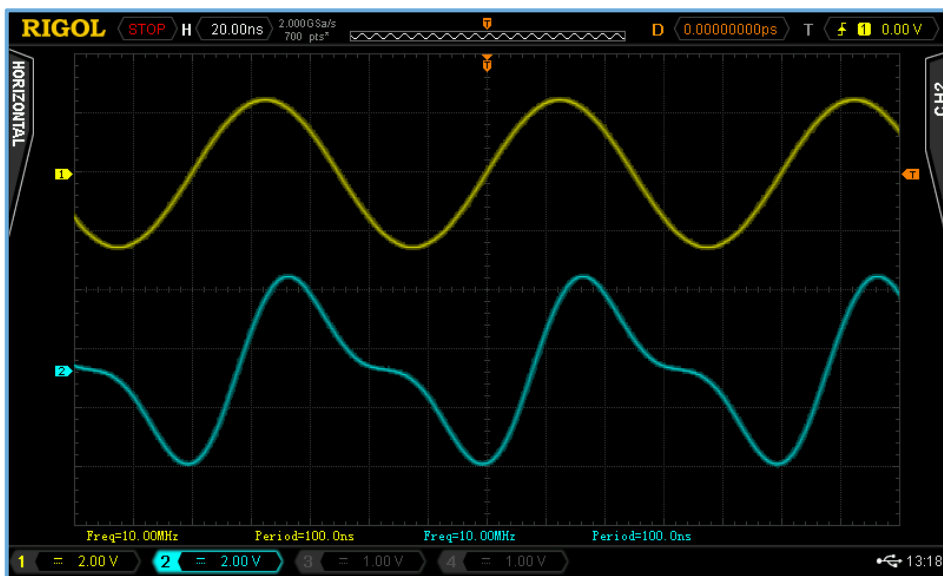 RIGOL STOP H 20.00ns 2.000GSa/s 700 pts* D 0.00000000ps T 1 0.00 V
T
T
HORIZONTAL
CH2
1
T
2
Freq=10.00MHz Period=100.0ns Freq=10.00MHz Period=100.0ns
1 = 2.00 V 2 = 2.00 V 3 = 1.00 V 4 = 1.00 V 13:18